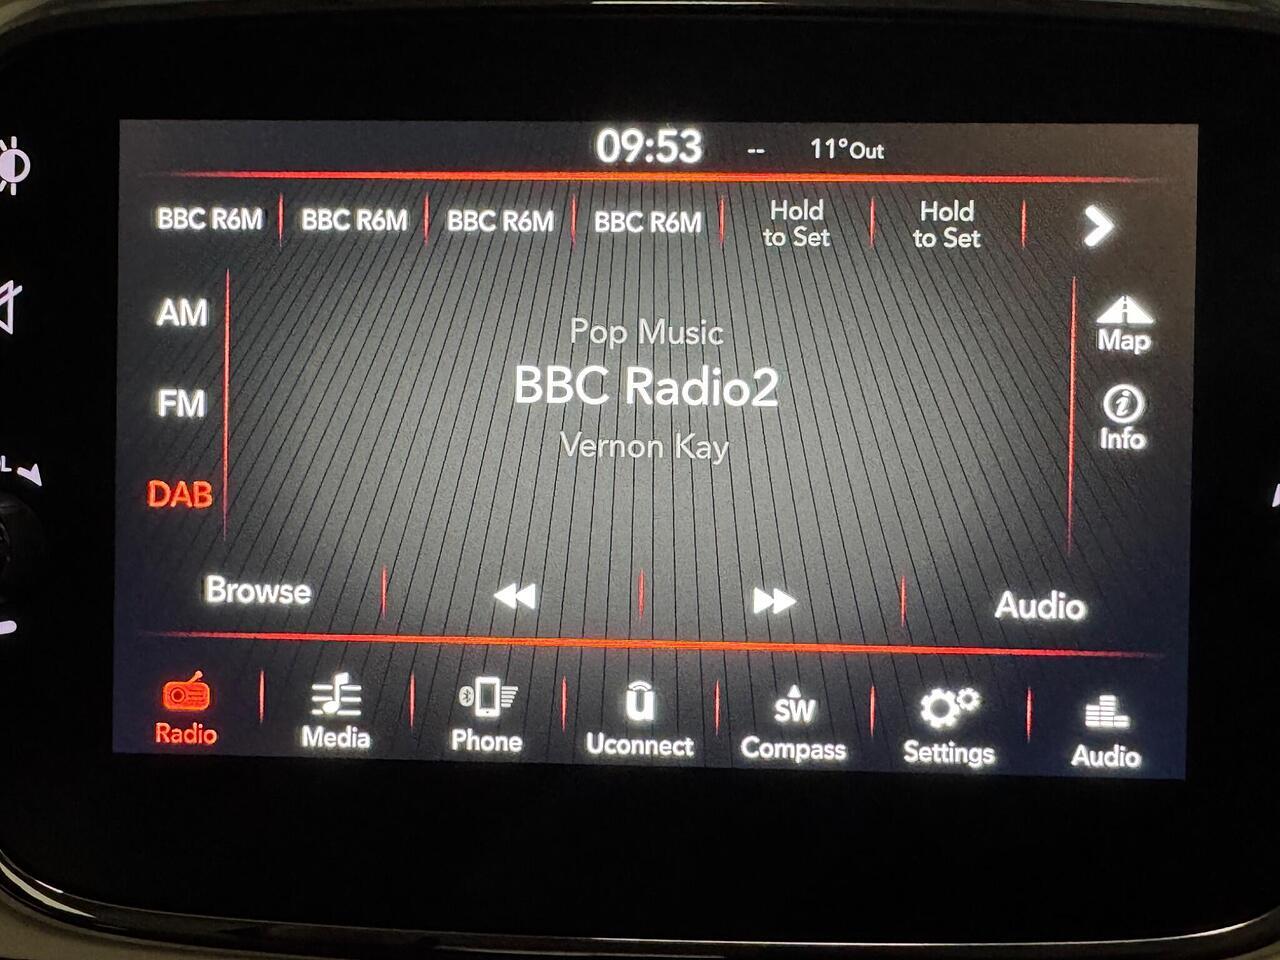 09:53 -- 11°Out
BBC R6M BBC R6M BBC R6M BBC R6M Hold to Set Hold to Set
AM
FM
DAB
Pop Music
BBC Radio2
Vernon Kay
Map
Info
Browse Audio
SW
Radio Media Phone Uconnect Compass Settings Audio